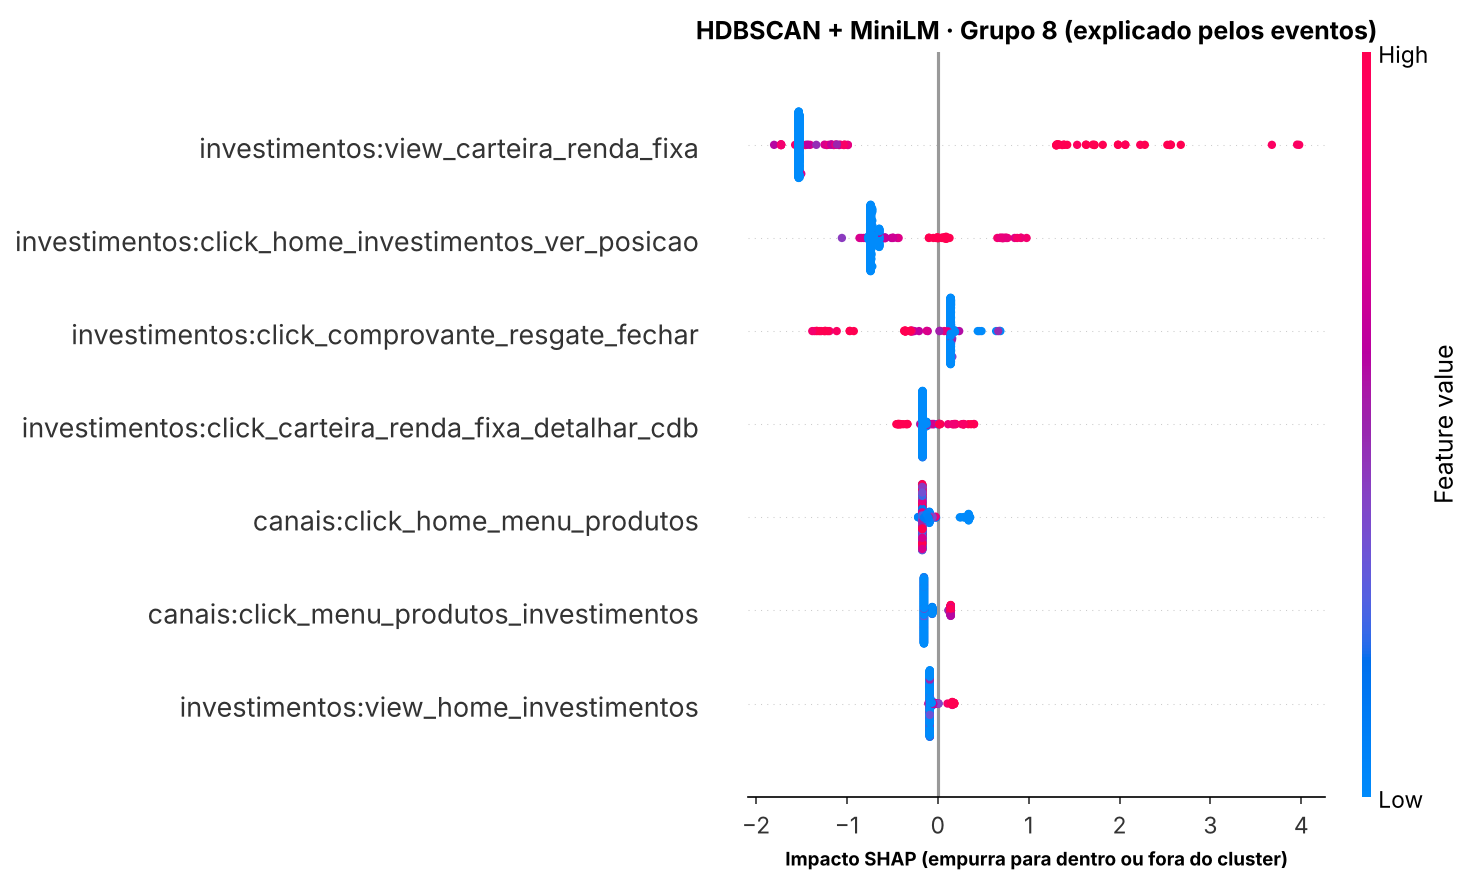 HDBSCAN + MiniLM · Grupo 8 (explicado pelos eventos)
High
investimentos:view_carteira_renda_fixa
investimentos:click_home_investimentos_ver_posicao
investimentos:click_comprovante_resgate_fechar
investimentos:click_carteira_renda_fixa_detalhar_cdb
canais:click_home_menu_produtos
canais:click_menu_produtos_investimentos
investimentos:view_home_investimentos
Feature value
Low
−2 −1 0 1 2 3 4
Impacto SHAP (empurra para dentro ou fora do cluster)